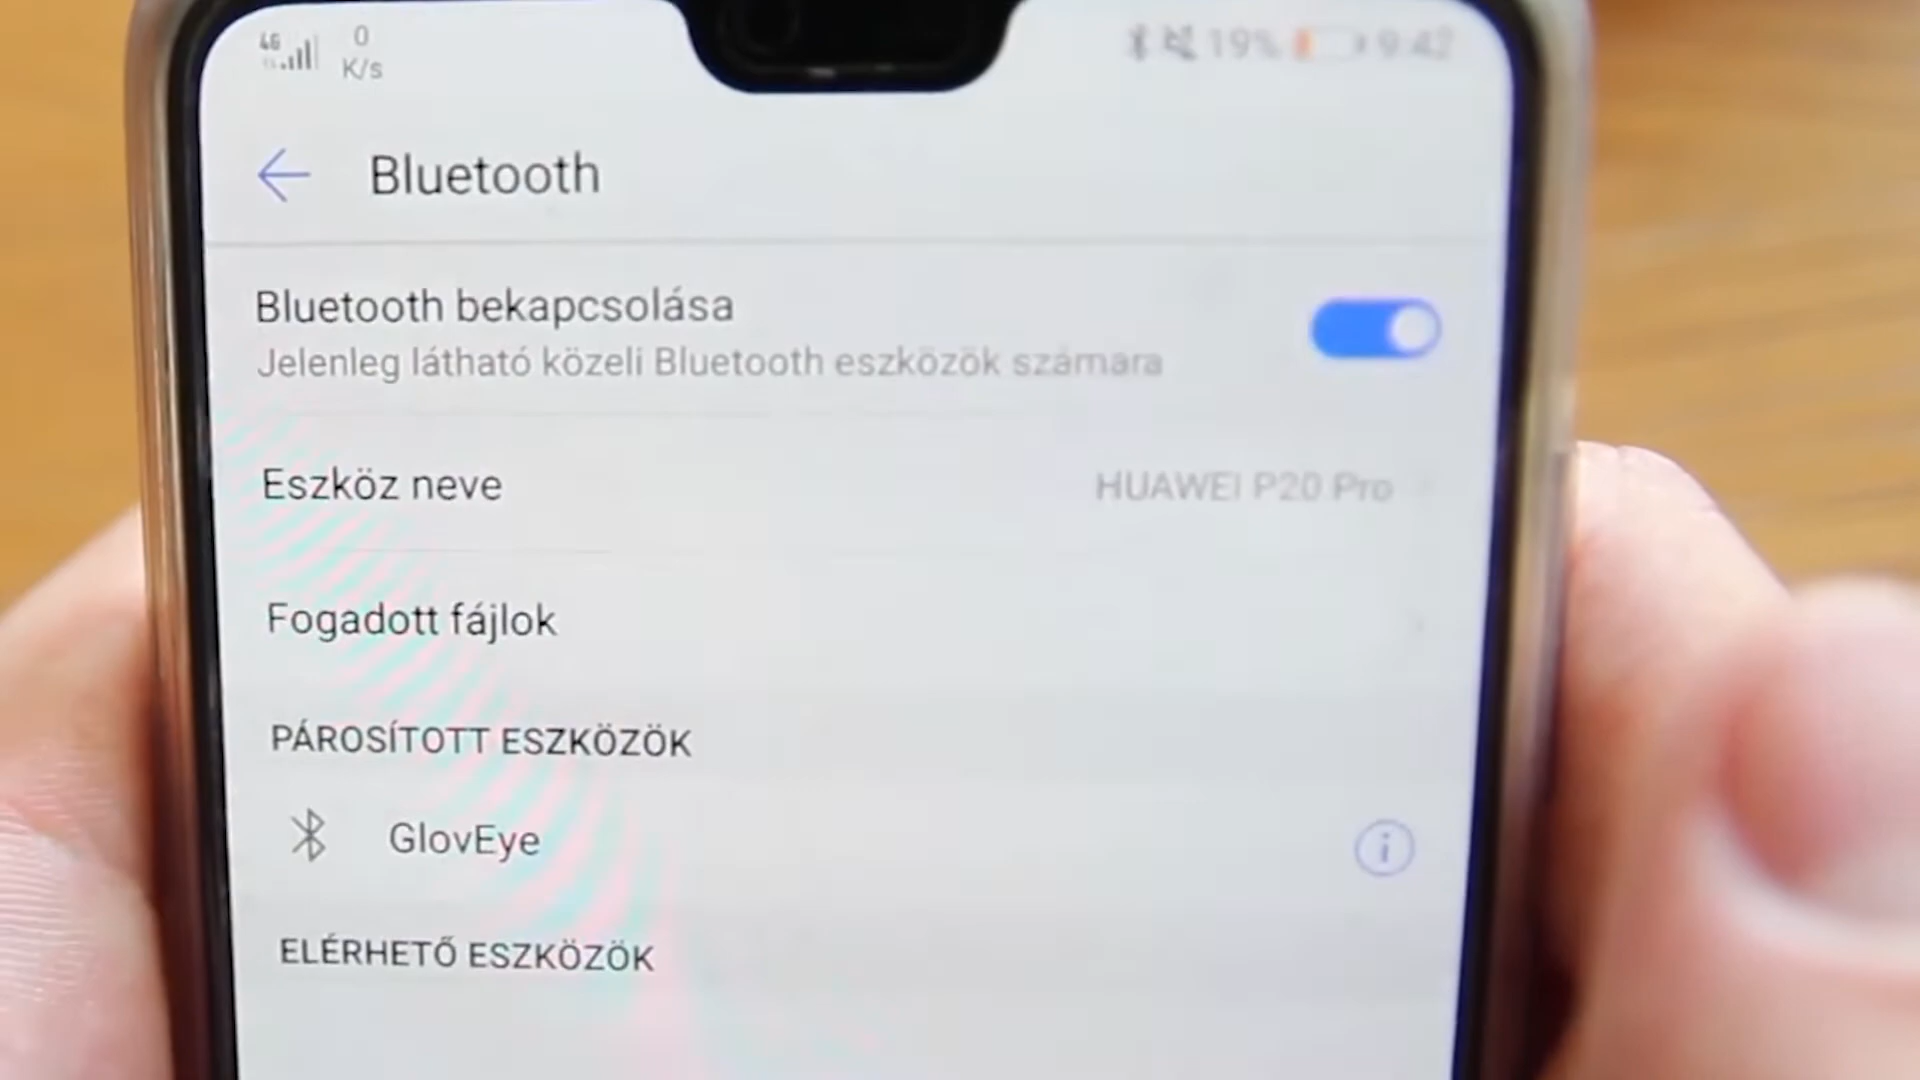 4G 0 K/s 19% 9:42
Bluetooth
Bluetooth bekapcsolása
Jelenleg látható közeli Bluetooth eszközök számára
Eszköz neve HUAWEI P20 Pro
Fogadott fájlok
PÁROSÍTOTT ESZKÖZÖK
GlovEye
ELÉRHETŐ ESZKÖZÖK